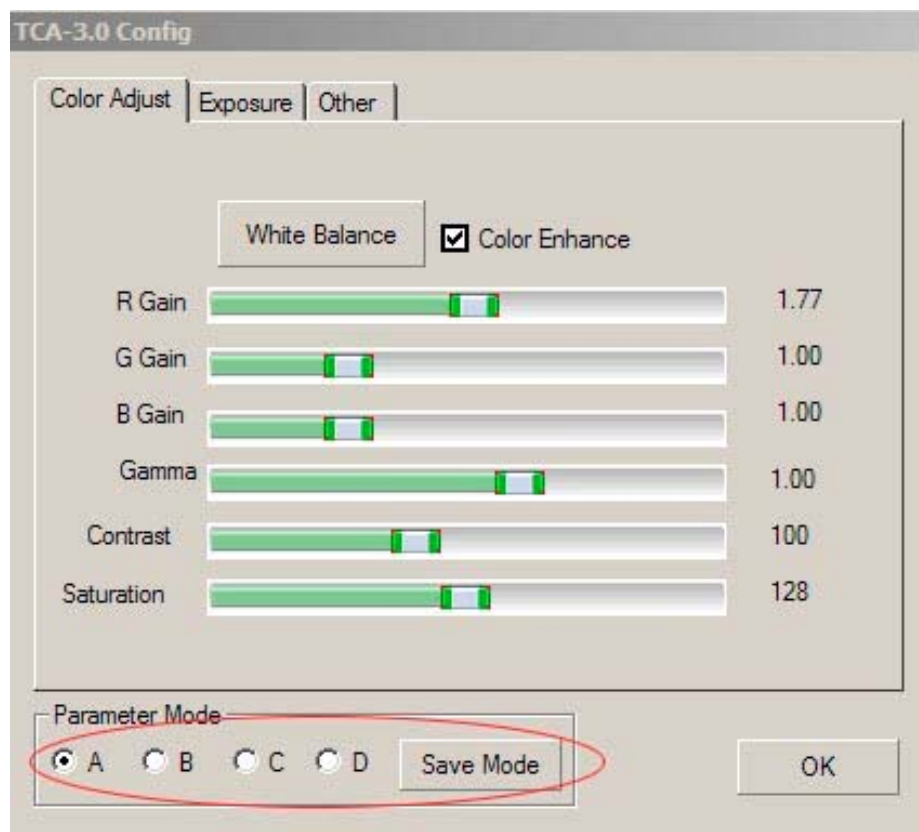 TCA-3.0 Config
Color Adjust Exposure Other
White Balance Color Enhance
R Gain 1.77
G Gain 1.00
B Gain 1.00
Gamma 1.00
Contrast 100
Saturation 128
Parameter Mode
A B C D Save Mode OK